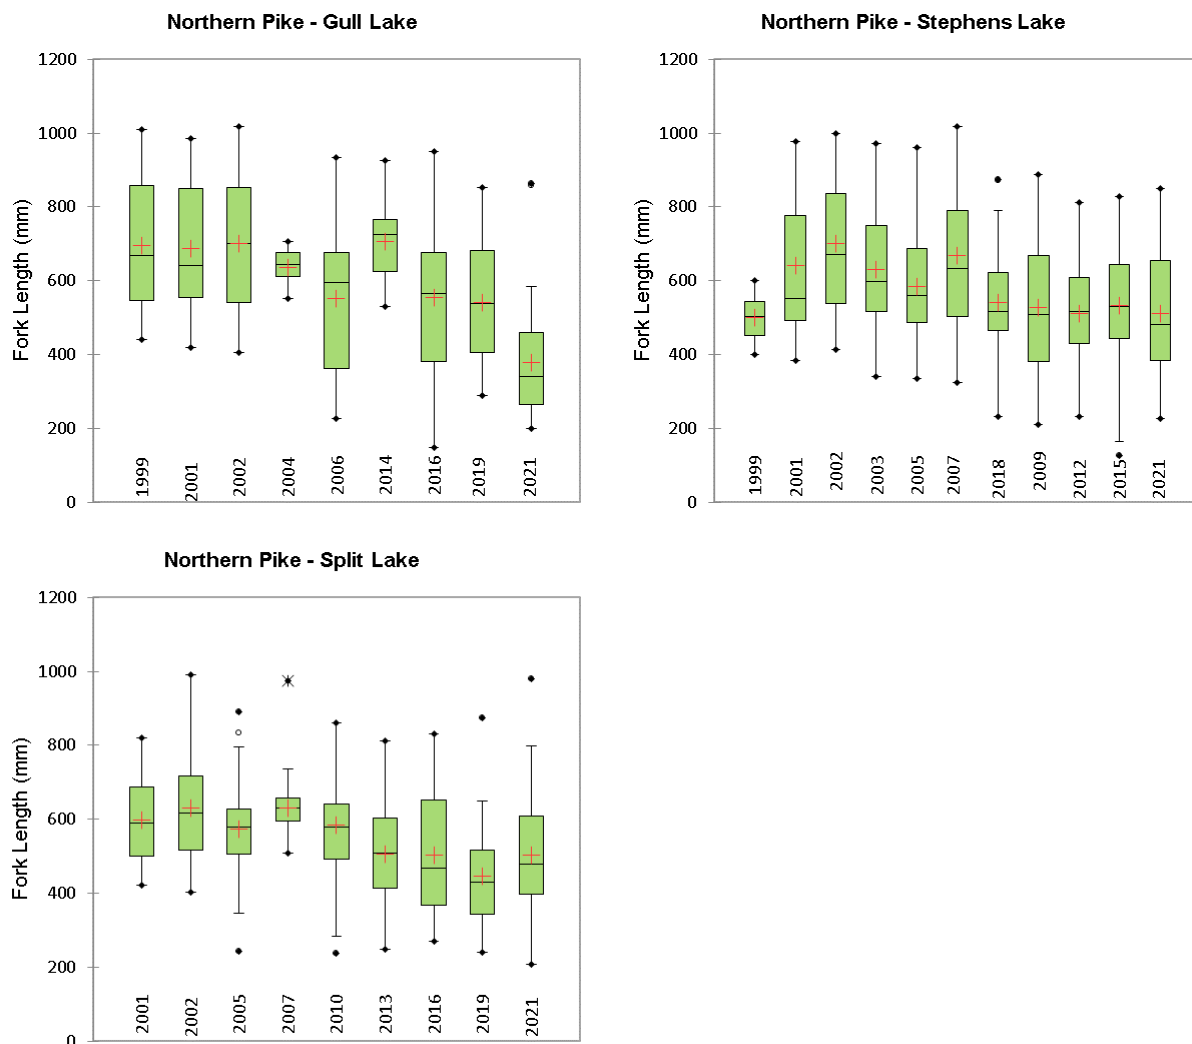 Northern Pike - Gull Lake
Fork Length (mm)
1200
1000
800
600
400
200
0
1999 2001 2002 2004 2006 2014 2016 2019 2021
Northern Pike - Stephens Lake
Fork Length (mm)
1200
1000
800
600
400
200
0
1999 2001 2002 2003 2005 2007 2018 2009 2012 2015 2021
Northern Pike - Split Lake
Fork Length (mm)
1200
1000
800
600
400
200
0
2001 2002 2005 2007 2010 2013 2016 2019 2021